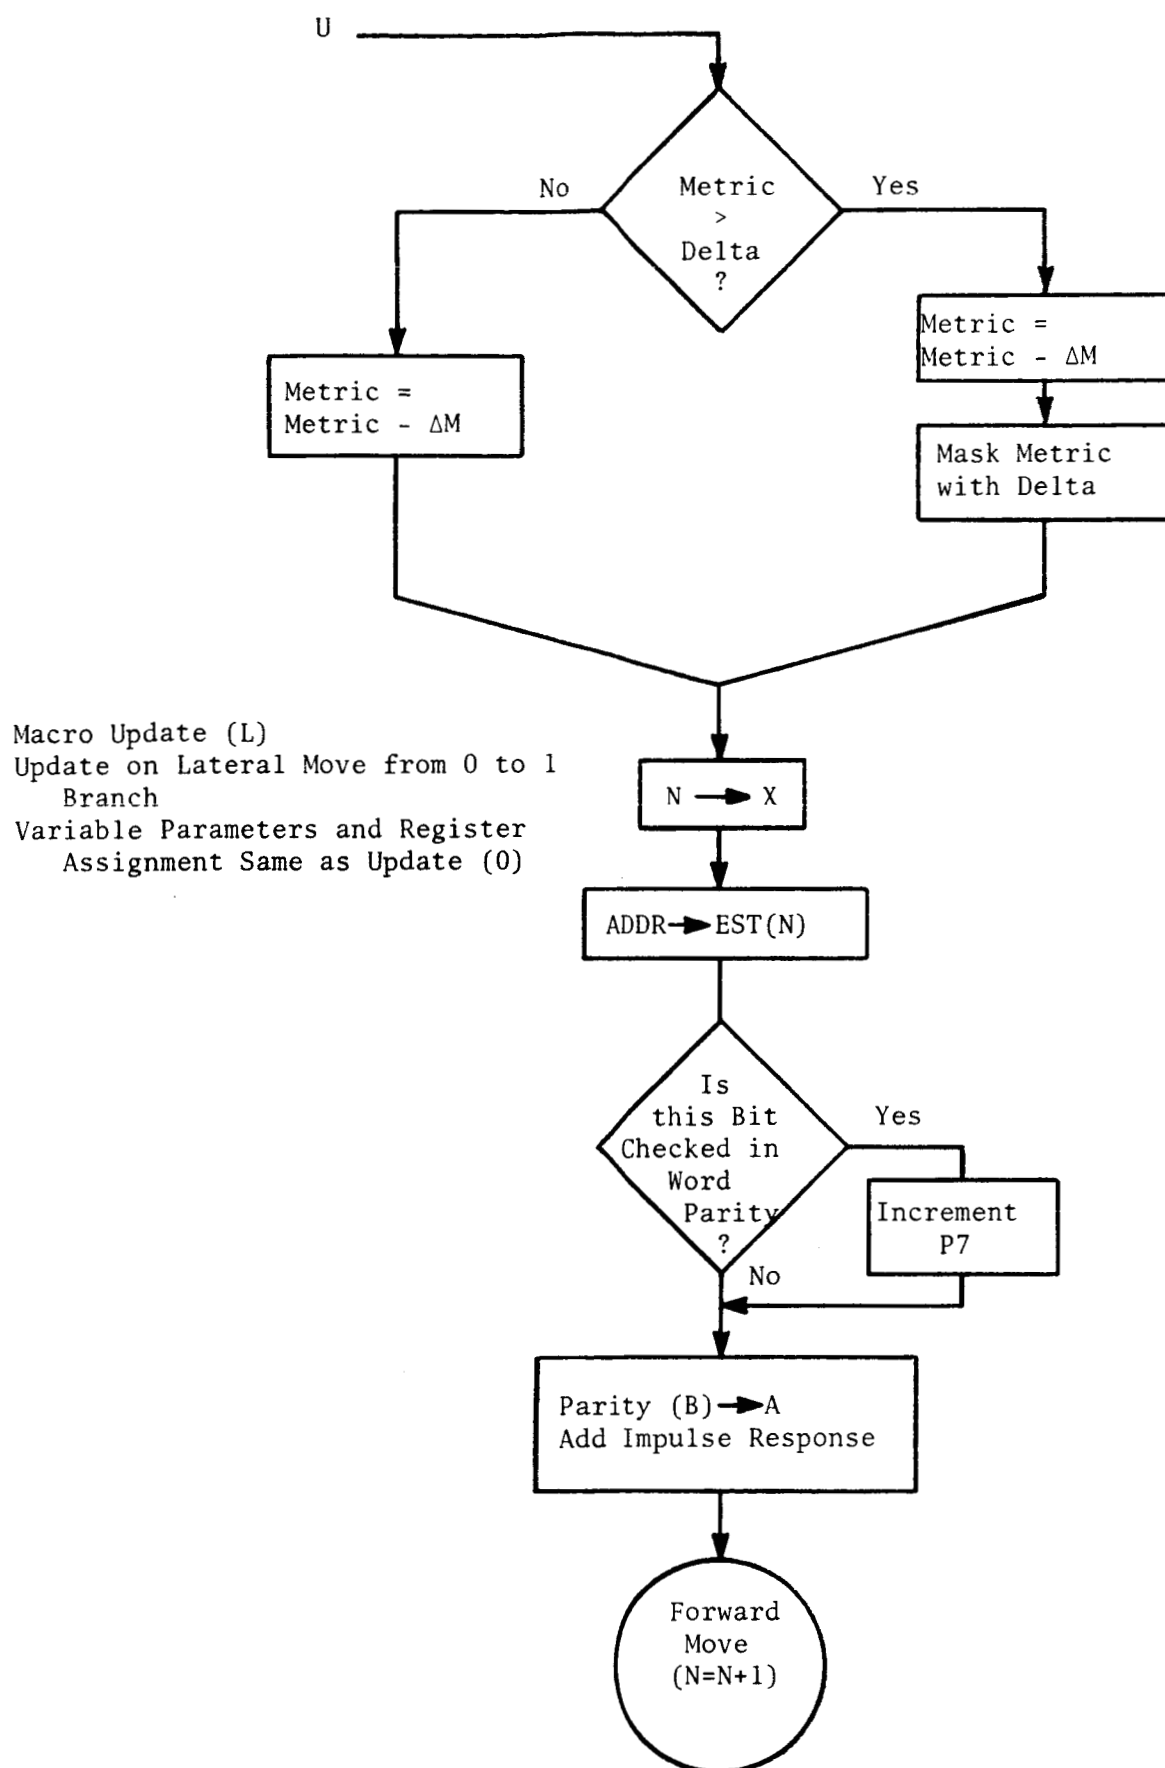 U
No
Metric
>
Delta
?
Yes
Metric =
Metric - ΔM
Metric =
Metric - ΔM
Mask Metric
with Delta
Macro Update (L)
Update on Lateral Move from 0 to 1
Branch
Variable Parameters and Register
Assignment Same as Update (0)
N → X
ADDR→EST(N)
Is
this Bit
Checked in
Word
Parity
?
Yes
Increment
P7
No
Parity (B)→A
Add Impulse Response
Forward
Move
(N=N+1)